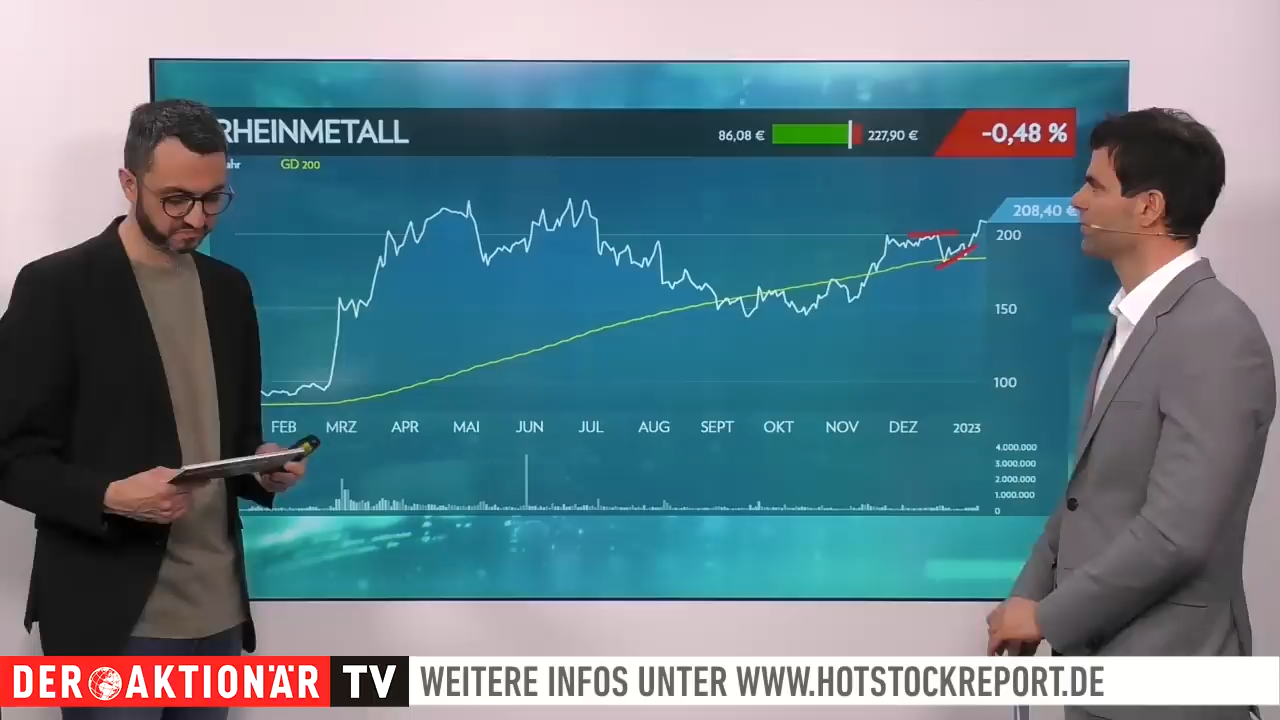 RHEINMETALL
86,08 €
227,90 €
-0,48 %
GD 200
208,40 €
200
150
100
FEB MRZ APR MAI JUN JUL AUG SEPT OKT NOV DEZ 2023
4.000.000
3.000.000
2.000.000
1.000.000
0
DER AKTIONÄR TV
WEITERE INFOS UNTER WWW.HOTSTOCKREPORT.DE